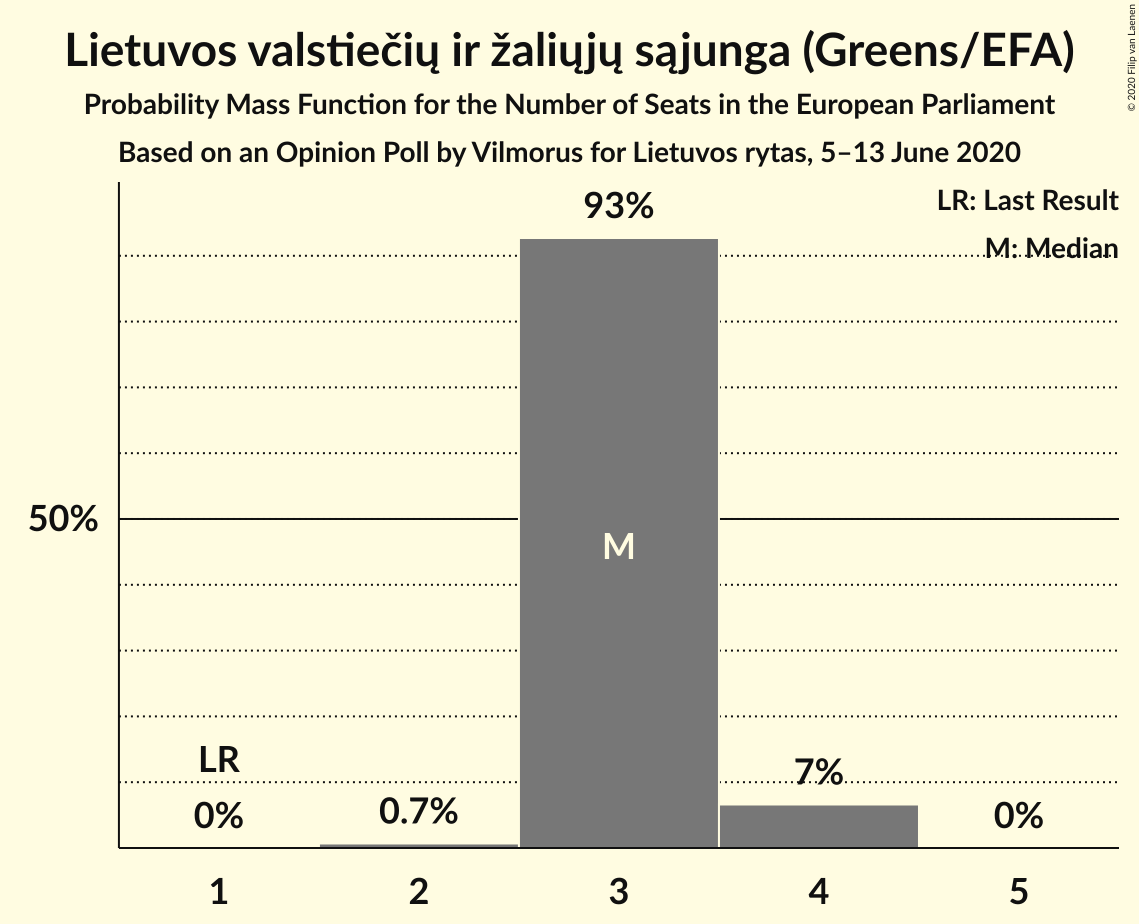 Lietuvos valstiečių ir žaliųjų sąjunga (Greens/EFA)
Probability Mass Function for the Number of Seats in the European Parliament
Based on an Opinion Poll by Vilmorus for Lietuvos rytas, 5–13 June 2020
© 2020 Filip van Laenen
LR: Last Result
M: Median
93%
50%
M
LR
0%
0.7%
7%
0%
1 2 3 4 5